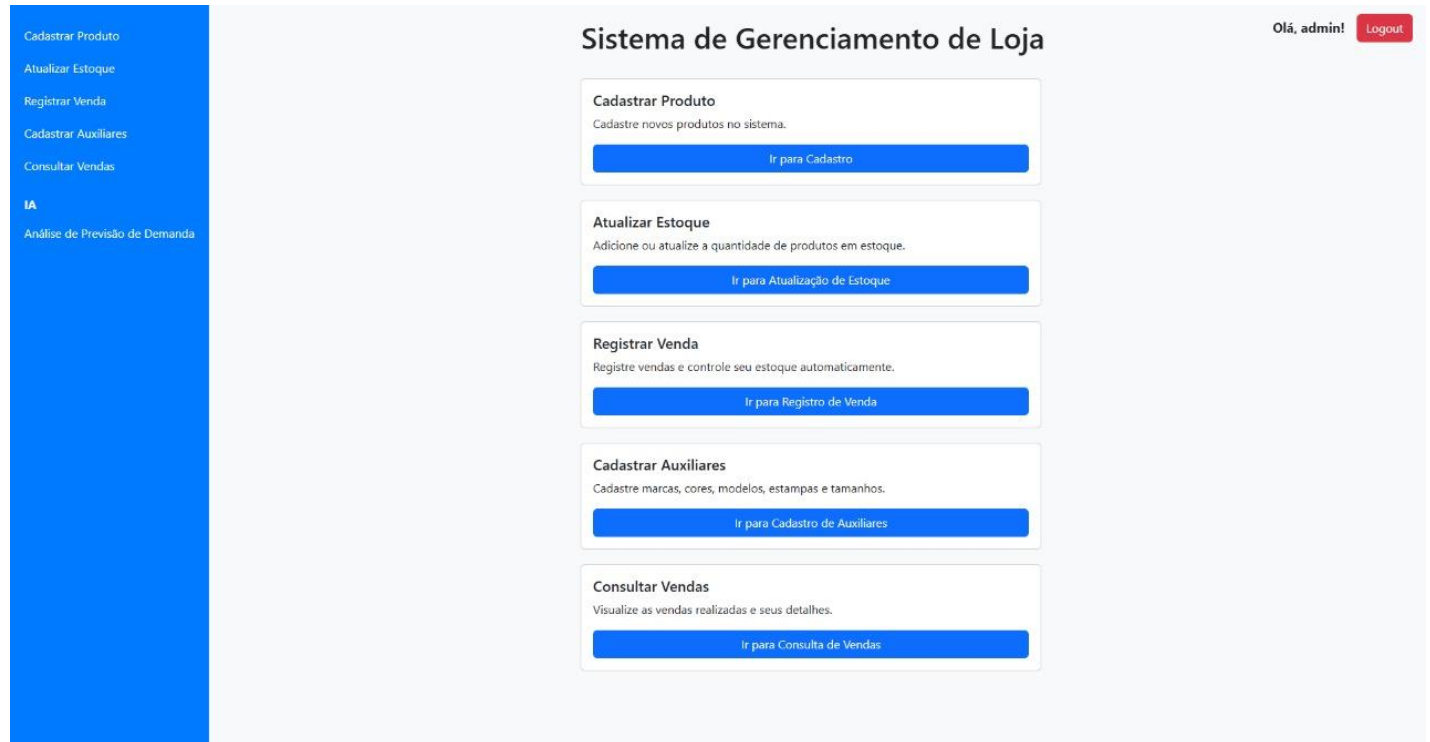 Cadastrar Produto
Atualizar Estoque
Registrar Venda
Cadastrar Auxiliares
Consultar Vendas
IA
Análise de Previsão de Demanda
Sistema de Gerenciamento de Loja
Olá, admin!
Logout
Cadastrar Produto
Cadastre novos produtos no sistema.
Ir para Cadastro
Atualizar Estoque
Adicione ou atualize a quantidade de produtos em estoque.
Ir para Atualização de Estoque
Registrar Venda
Registre vendas e controle seu estoque automaticamente.
Ir para Registro de Venda
Cadastrar Auxiliares
Cadastre marcas, cores, modelos, estampas e tamanhos.
Ir para Cadastro de Auxiliares
Consultar Vendas
Visualize as vendas realizadas e seus detalhes.
Ir para Consulta de Vendas